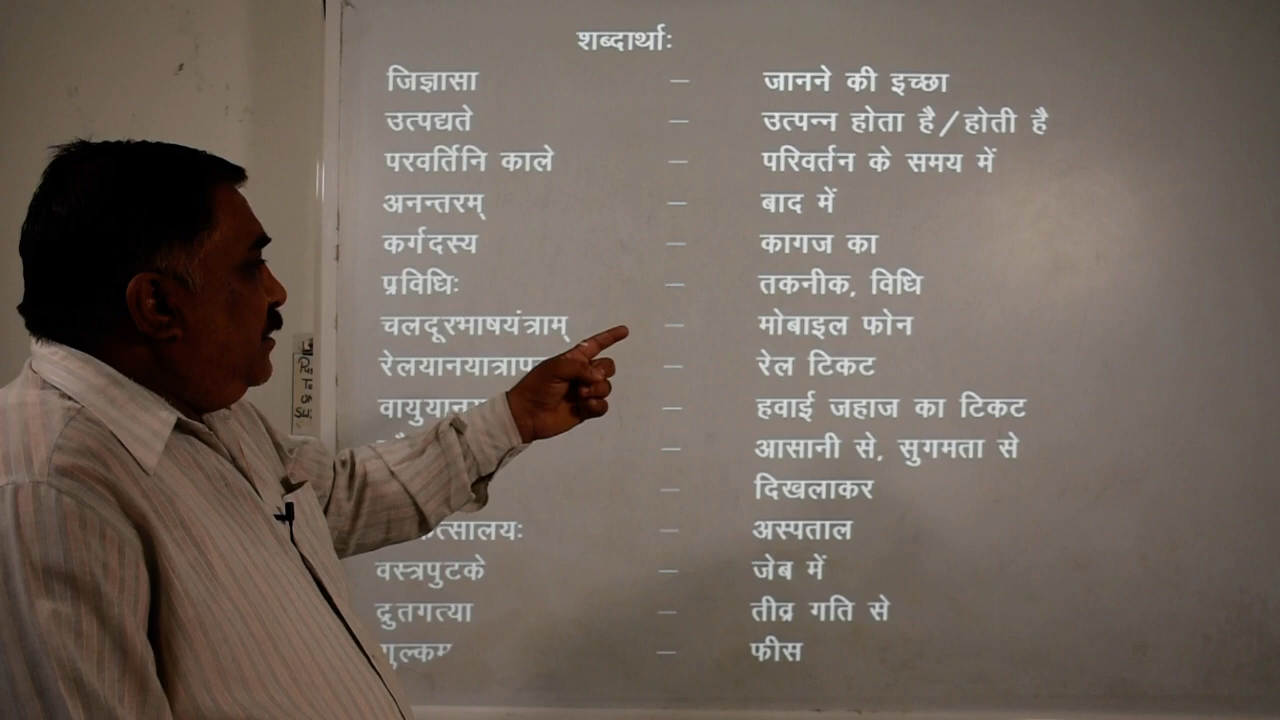 शब्दार्थाः
जिज्ञासा – जानने की इच्छा
उत्पद्यते – उत्पन्न होता है/होती है
परवर्तिनि काले – परिवर्तन के समय में
अनन्तरम् – बाद में
कर्गदस्य – कागज का
प्रविधिः – तकनीक, विधि
चलदूरभाषयंत्राम् – मोबाइल फोन
– रेल टिकट
– हवाई जहाज का टिकट
– आसानी से, सुगमता से
– दिखलाकर
– अस्पताल
वस्त्रपुटके – जेब में
द्रुतगत्या – तीव्र गति से
– फीस